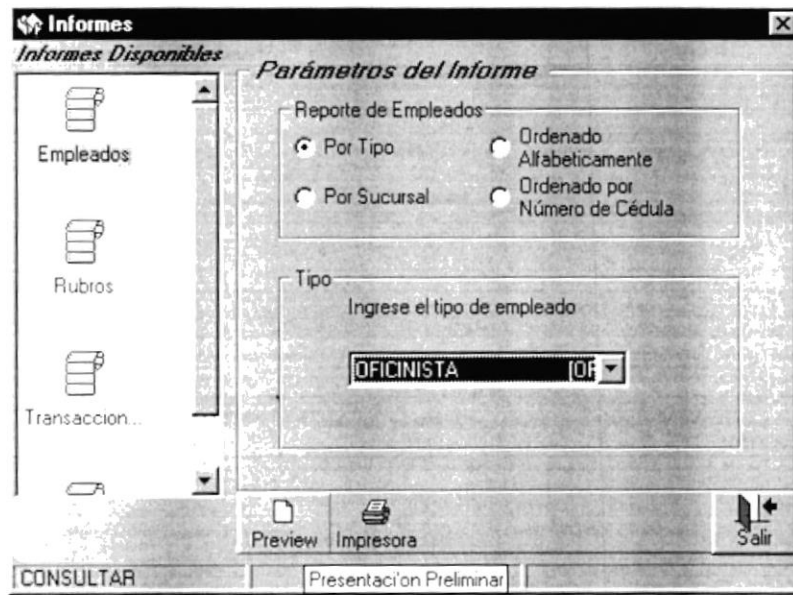 Informes
Informes Disponibles
Empleados
Rubros
Transaccion...
Parámetros del Informe
Reporte de Empleados
Por Tipo
Ordenado
Alfabeticamente
Por Sucursal
Ordenado por
Número de Cédula
Tipo
Ingrese el tipo de empleado
OFICINISTA (OF
Preview
Impresora
Salir
CONSULTAR
Presentaci'on Preliminar